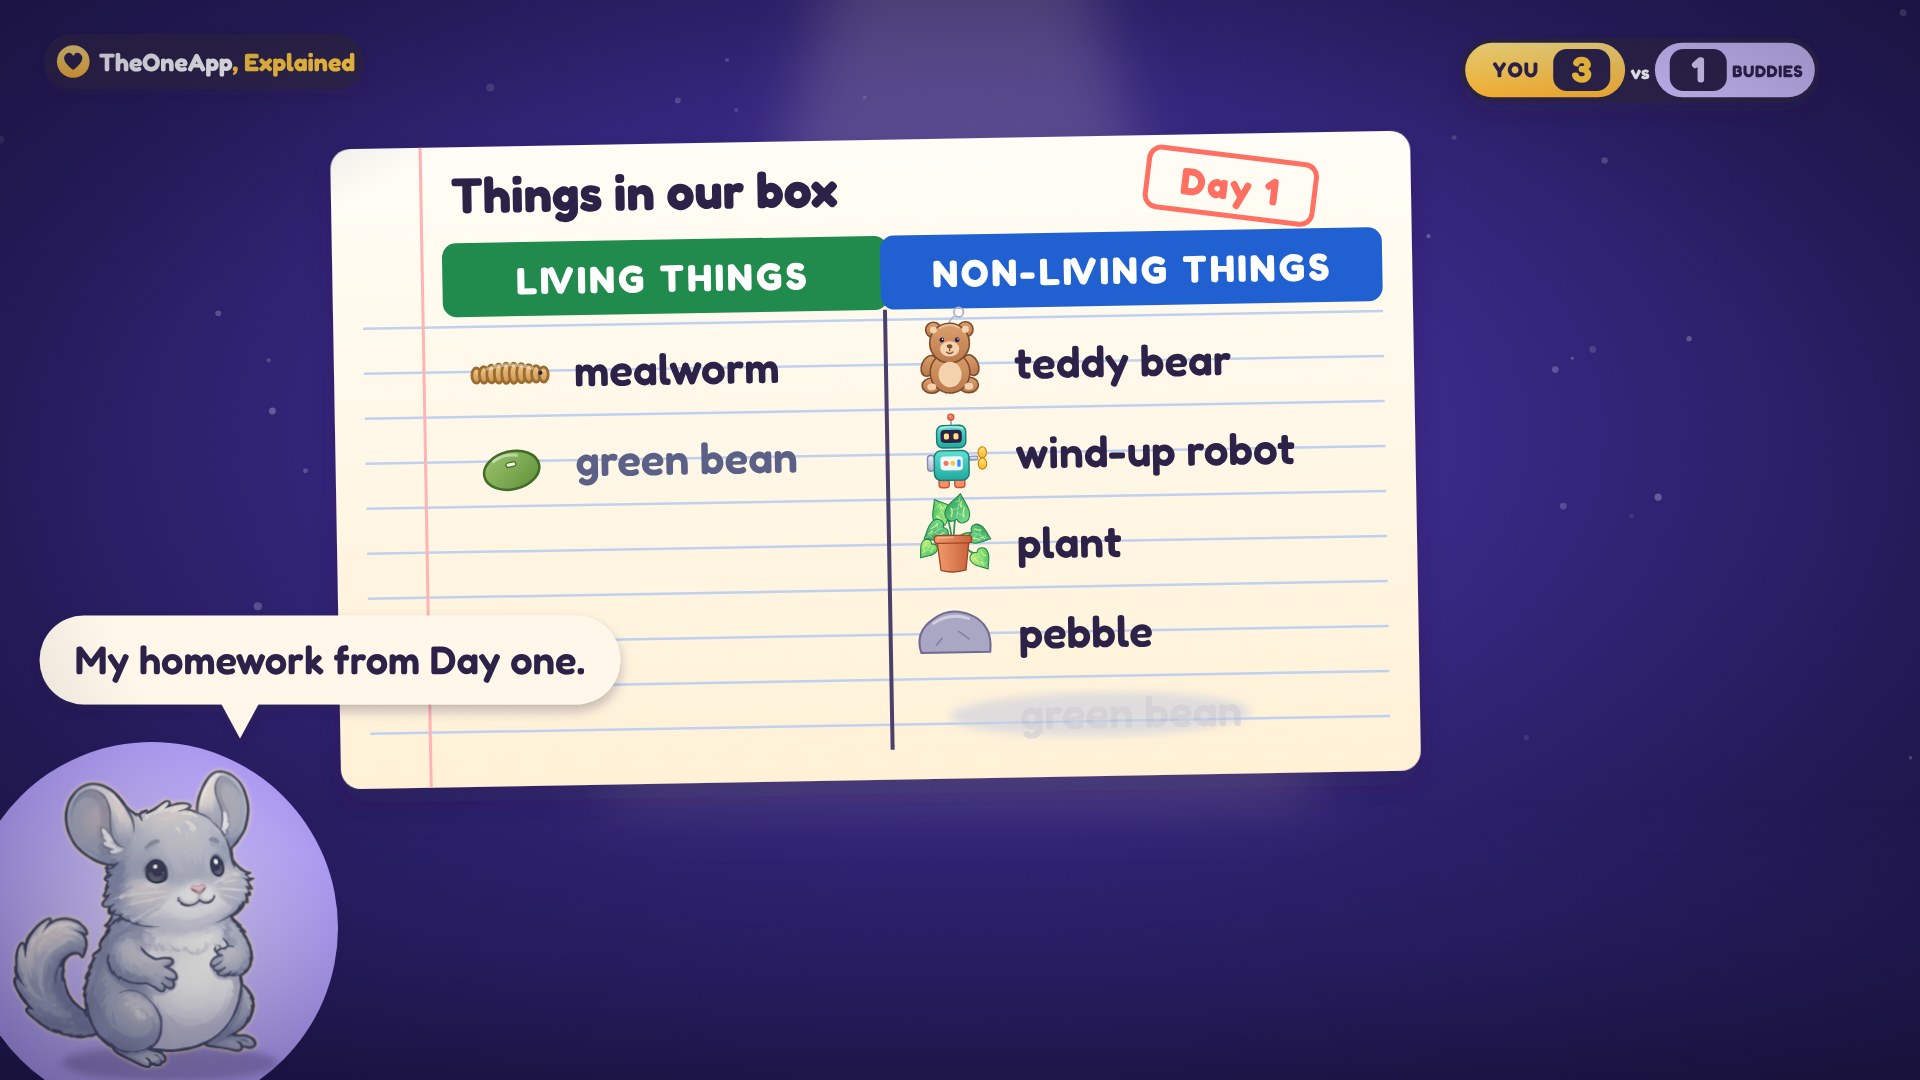 TheOneApp, Explained
YOU 3 vs 1 BUDDIES
Things in our box
Day 1
LIVING THINGS
NON-LIVING THINGS
mealworm
teddy bear
green bean
wind-up robot
plant
pebble
green bean
My homework from Day one.